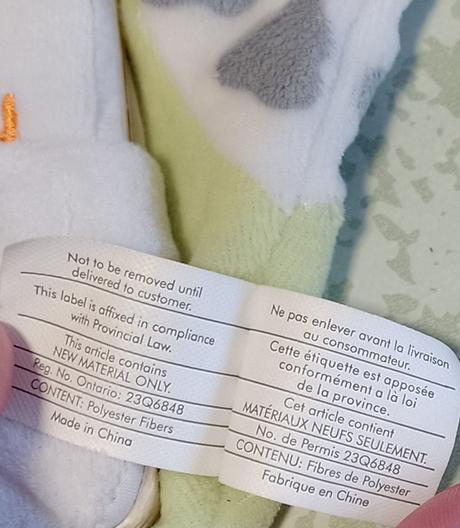 Not to be removed until
delivered to customer.
This label is affixed in compliance
with Provincial Law.
This article contains
NEW MATERIAL ONLY.
Reg. No. Ontario: 23Q6848
CONTENT: Polyester Fibers
Made in China
Ne pas enlever avant la livraison
au consommateur.
Cette étiquette est apposée
conformément à la loi
de la province.
Cet article contient
MATÉRIAUX NEUFS SEULEMENT.
No. de Permis 23Q6848
CONTENU: Fibres de Polyester
Fabrique en Chine